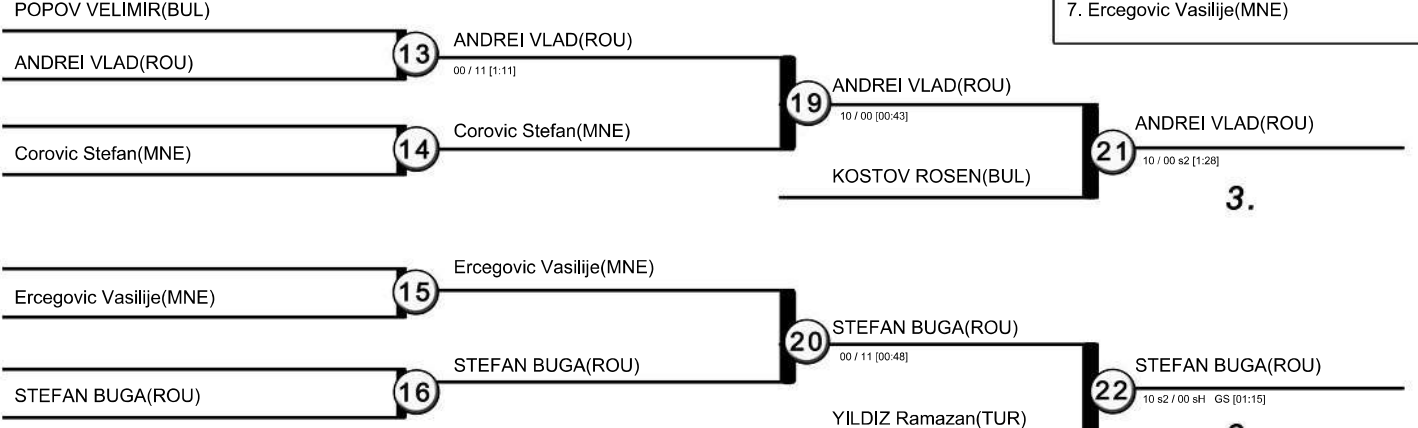 POPOV VELIMIR(BUL)
7. Ercegovic Vasilije(MNE)
ANDREI VLAD(ROU)
13
ANDREI VLAD(ROU)
00 / 11 [1:11]
19
ANDREI VLAD(ROU)
10 / 00 [00:43]
Corovic Stefan(MNE)
14
Corovic Stefan(MNE)
KOSTOV ROSEN(BUL)
21
ANDREI VLAD(ROU)
10 / 00 s2 [1:28]
3.
Ercegovic Vasilije(MNE)
15
Ercegovic Vasilije(MNE)
20
STEFAN BUGA(ROU)
00 / 11 [00:48]
STEFAN BUGA(ROU)
16
STEFAN BUGA(ROU)
YILDIZ Ramazan(TUR)
22
STEFAN BUGA(ROU)
10 s2 / 00 sH GS [01:15]